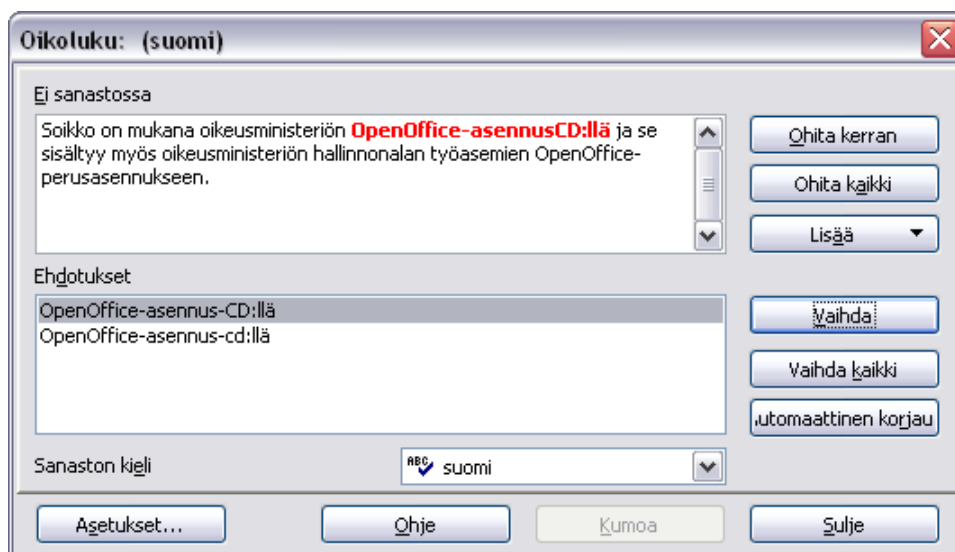 Oikoluku: (suomi)
Ei sanastossa
Soikko on mukana oikeusministeriön OpenOffice-asennusCD:llä ja se
sisältyy myös oikeusministeriön hallinnonalan työasemien OpenOffice-
perusasennukseen.
Ohita kerran
Ohita kaikki
Lisää
Ehdotukset
OpenOffice-asennus-CD:llä
OpenOffice-asennus-cd:llä
Vaihda
Vaihda kaikki
utomaattinen korjau
Sanaston kieli
ABC suomi
Asetukset...
Ohje
Kumoa
Sulje